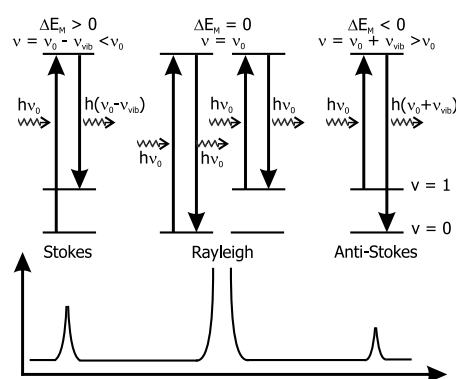 ΔE_M > 0
ν = ν_0 - ν_vib <ν_0
ΔE_M = 0
ν = ν_0
ΔE_M < 0
ν = ν_0 + ν_vib >ν_0
hν_0
h(ν_0-ν_vib)
hν_0
hν_0
hν_0
hν_0
hν_0
h(ν_0+ν_vib)
v = 1
v = 0
Stokes
Rayleigh
Anti-Stokes